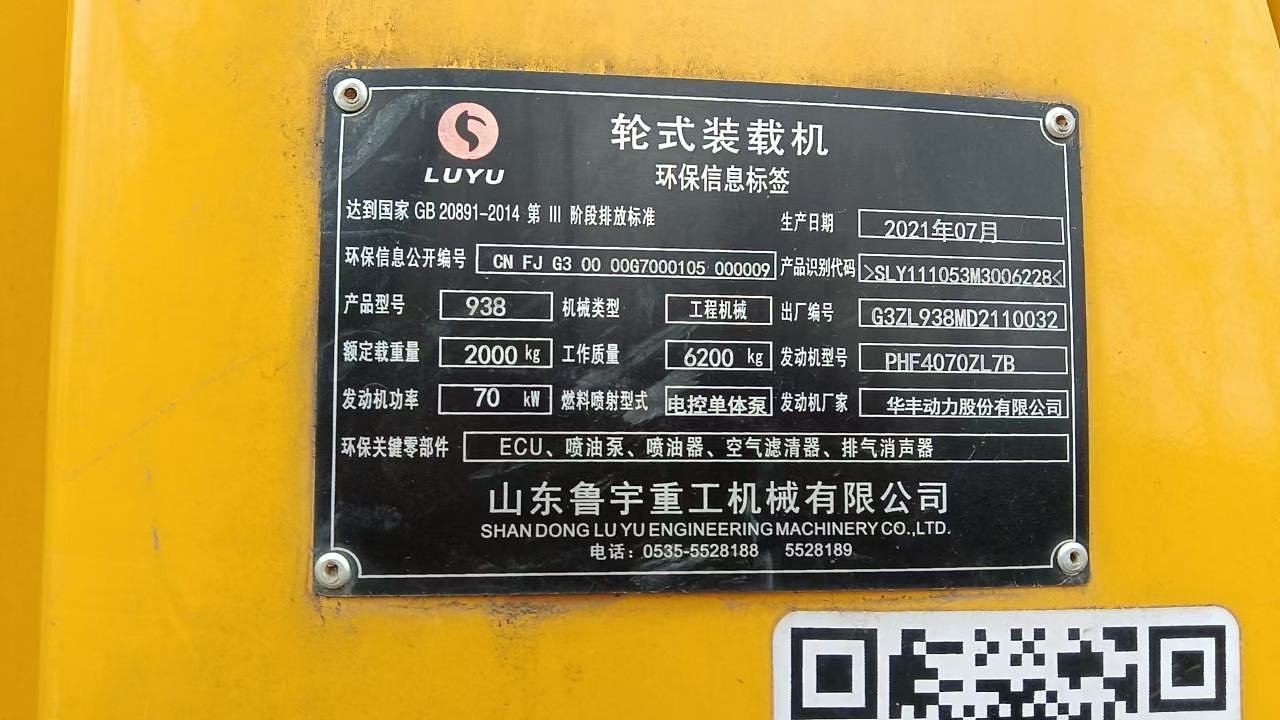 轮式装载机
LUYU
环保信息标签
达到国家 GB 20891-2014 第 III 阶段排放标准 生产日期 2021年07月
环保信息公开编号 CN FJ G3 00 00G7000105 000009 产品识别代码 >SLY111053M3006228<
产品型号 938 机械类型 工程机械 出厂编号 G3ZL938MD2110032
额定载重量 2000 kg 工作质量 6200 kg 发动机型号 PHF4070ZL7B
发动机功率 70 kW 燃料喷射型式 电控单体泵 发动机厂家 华丰动力股份有限公司
环保关键零部件 ECU、喷油泵、喷油器、空气滤清器、排气消声器
山东鲁宇重工机械有限公司
SHAN DONG LU YU ENGINEERING MACHINERY CO.,LTD.
电话：0535-5528188 5528189